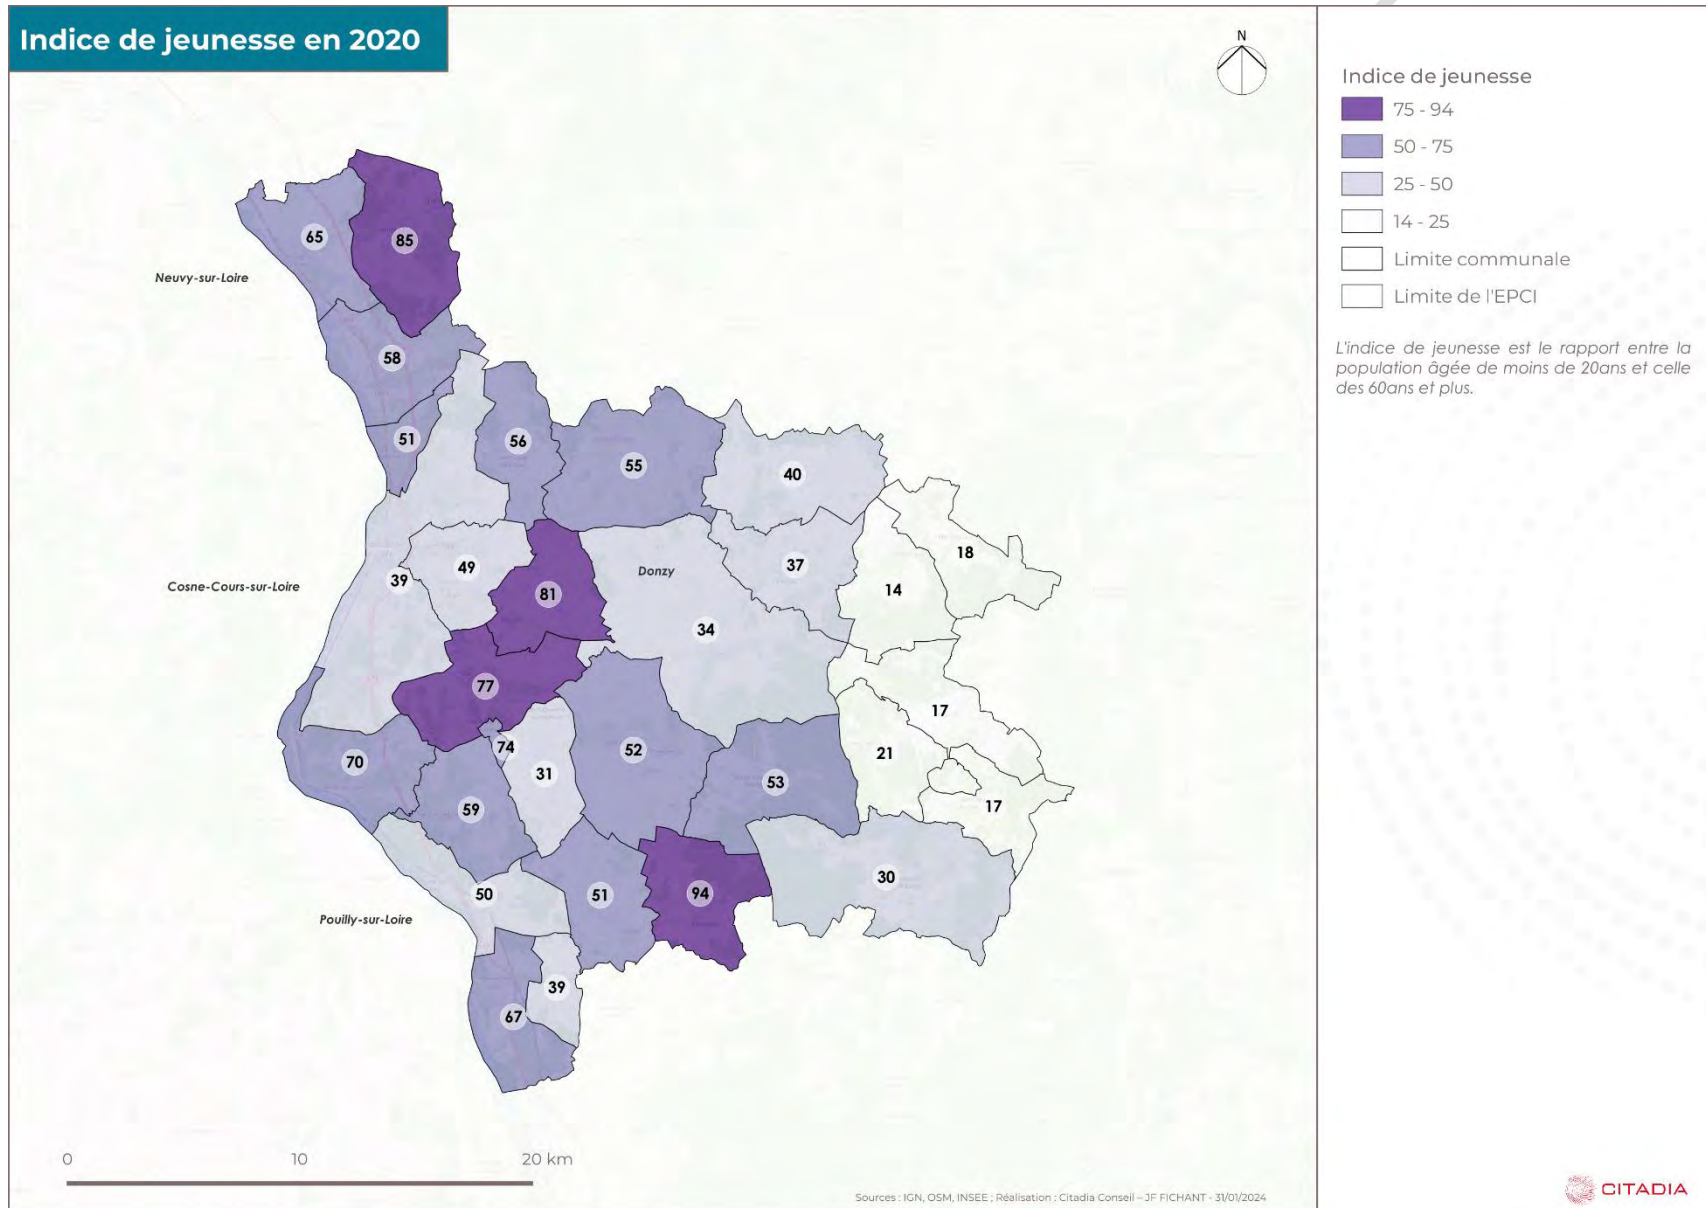 Indice de jeunesse en 2020
N
65
85
Neuvy-sur-Loire
58
51
56
55
40
18
39
49
Donzy
37
Cosne-Cours-sur-Loire
81
14
34
77
17
74
52
21
70
31
53
59
17
30
50
51
94
Pouilly-sur-Loire
39
67
0
10
20 km
Sources : IGN, OSM, INSEE ; Réalisation : Citadia Conseil – JF FICHANT - 31/01/2024
Indice de jeunesse
75 - 94
50 - 75
25 - 50
14 - 25
Limite communale
Limite de l'EPCI
L'indice de jeunesse est le rapport entre la
population âgée de moins de 20ans et celle
des 60ans et plus.
CITADIA